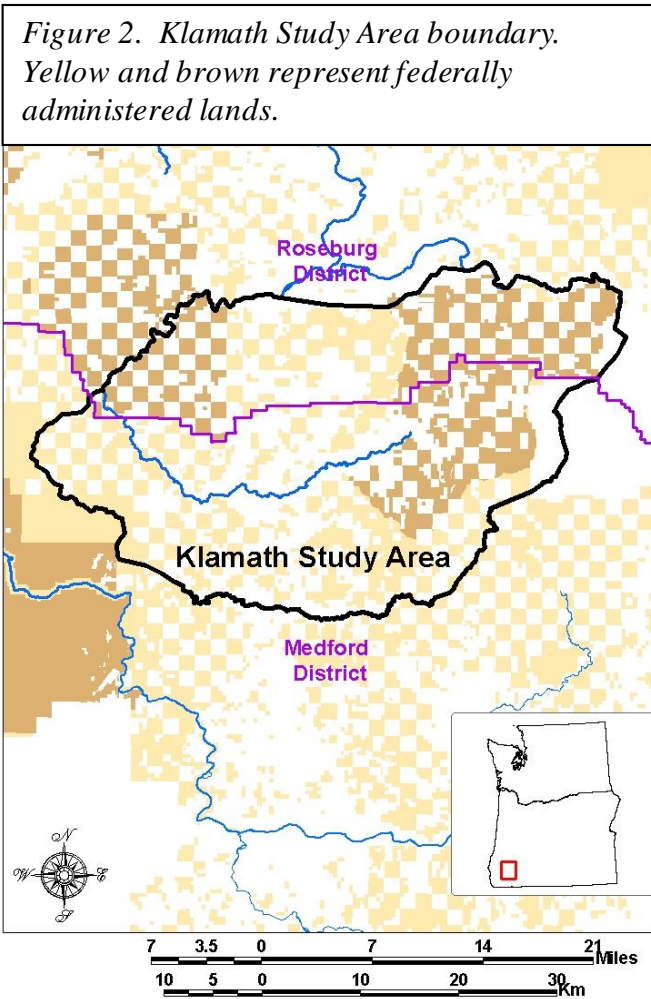 Figure 2. Klamath Study Area boundary.
Yellow and brown represent federally
administered lands.
Roseburg
District
Klamath Study Area
Medford
District
N
W E
S
7 3.5 0 7 14 21
Miles
10 5 0 10 20 30
Km